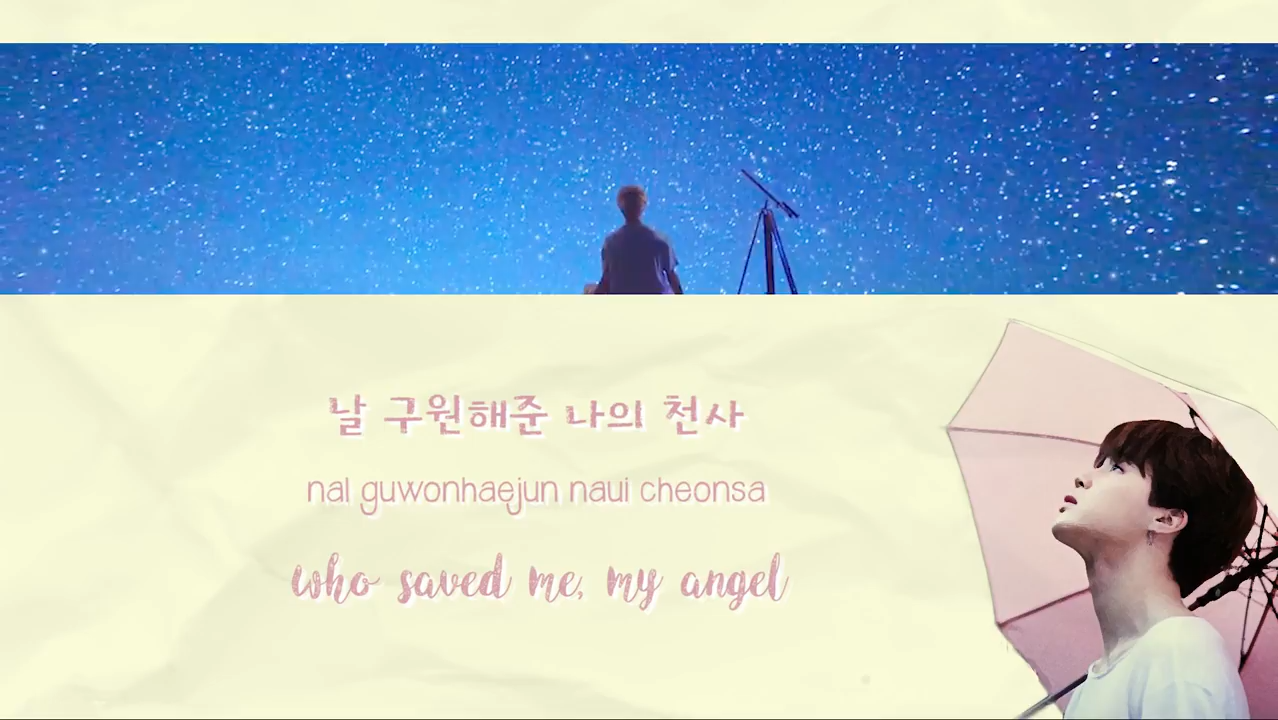 날 구원해준 나의 천사
nal guwonhaejun naui cheonsa
who saved me, my angel